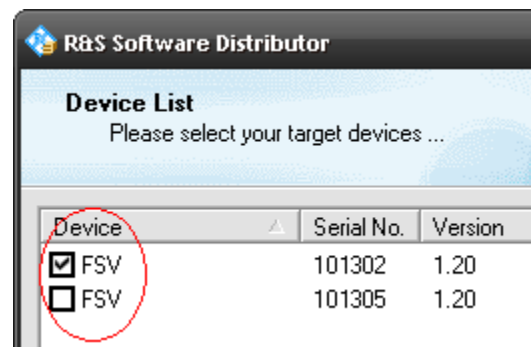 R&S Software Distributor
Device List
Please select your target devices ...
Device Serial No. Version
FSV 101302 1.20
FSV 101305 1.20